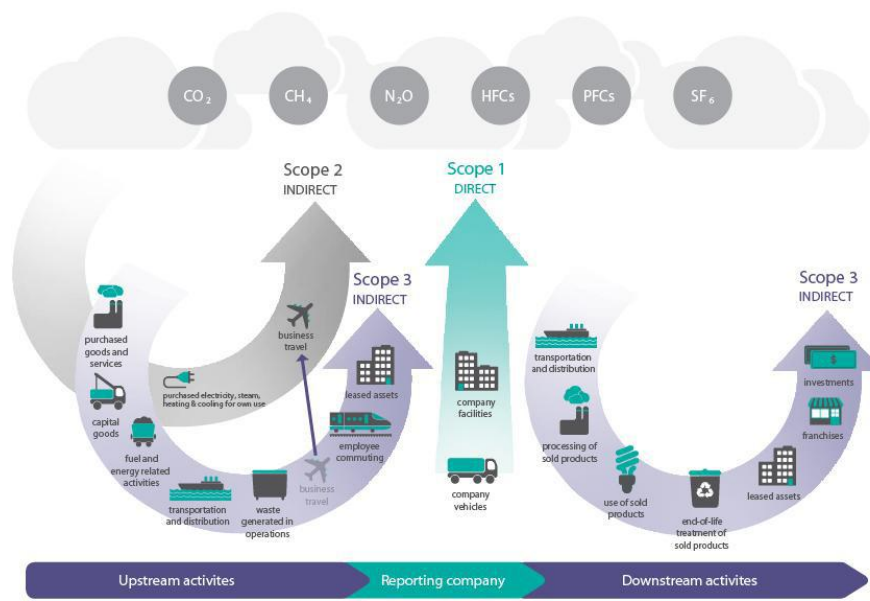 CO₂
CH₄
N₂O
HFCs
PFCs
SF₆
Scope 2
INDIRECT
Scope 1
DIRECT
Scope 3
INDIRECT
Scope 3
INDIRECT
purchased
goods and
services
capital
goods
fuel and
energy related
activities
purchased electricity, steam,
heating & cooling for own use
transportation
and distribution
waste
generated in
operations
business
travel
business
travel
employee
commuting
leased assets
company
facilities
company
vehicles
transportation
and distribution
processing of
sold products
use of sold
products
end-of-life
treatment of
sold products
leased assets
franchises
investments
Upstream activites
Reporting company
Downstream activites